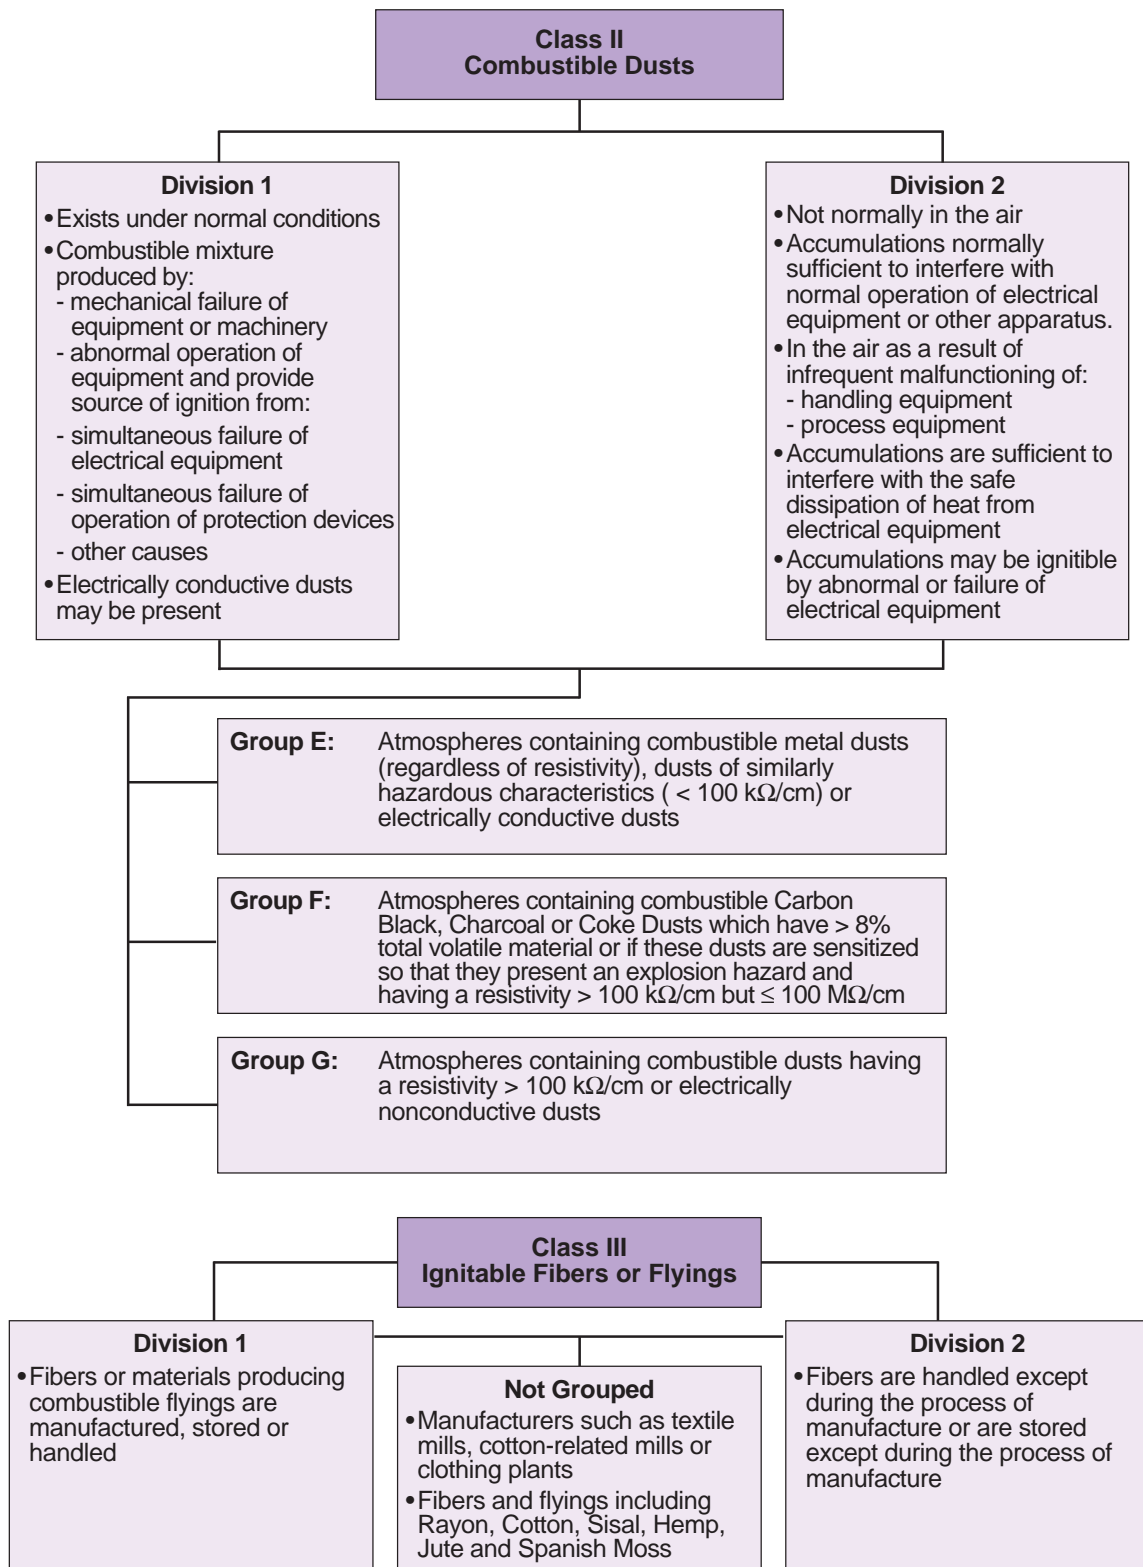 Class II
Combustible Dusts
Division 1
•Exists under normal conditions
•Combustible mixture
produced by:
- mechanical failure of
equipment or machinery
- abnormal operation of
equipment and provide
source of ignition from:
- simultaneous failure of
electrical equipment
- simultaneous failure of
operation of protection devices
- other causes
•Electrically conductive dusts
may be present
Division 2
•Not normally in the air
•Accumulations normally
sufficient to interfere with
normal operation of electrical
equipment or other apparatus.
•In the air as a result of
infrequent malfunctioning of:
- handling equipment
- process equipment
•Accumulations are sufficient to
interfere with the safe
dissipation of heat from
electrical equipment
•Accumulations may be ignitible
by abnormal or failure of
electrical equipment
Group E: Atmospheres containing combustible metal dusts
(regardless of resistivity), dusts of similarly
hazardous characteristics ( < 100 kΩ/cm) or
electrically conductive dusts
Group F: Atmospheres containing combustible Carbon
Black, Charcoal or Coke Dusts which have > 8%
total volatile material or if these dusts are sensitized
so that they present an explosion hazard and
having a resistivity > 100 kΩ/cm but ≤ 100 MΩ/cm
Group G: Atmospheres containing combustible dusts having
a resistivity > 100 kΩ/cm or electrically
nonconductive dusts
Class III
Ignitable Fibers or Flyings
Division 1
•Fibers or materials producing
combustible flyings are
manufactured, stored or
handled
Not Grouped
•Manufacturers such as textile
mills, cotton-related mills or
clothing plants
•Fibers and flyings including
Rayon, Cotton, Sisal, Hemp,
Jute and Spanish Moss
Division 2
•Fibers are handled except
during the process of
manufacture or are stored
except during the process of
manufacture